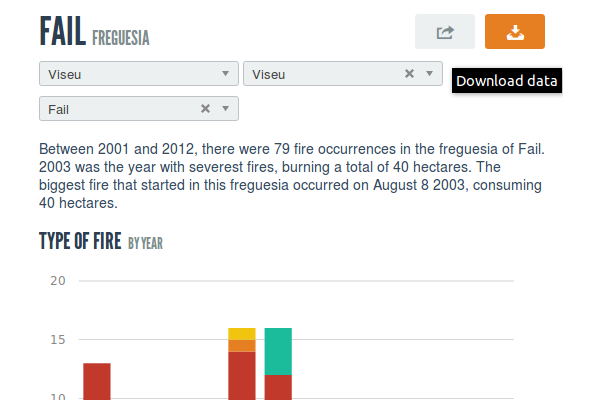 FAIL FREGUESIA
Viseu
Viseu
Download data
Fail
Between 2001 and 2012, there were 79 fire occurrences in the freguesia of Fail.
2003 was the year with severest fires, burning a total of 40 hectares. The
biggest fire that started in this freguesia occurred on August 8 2003, consuming
40 hectares.
TYPE OF FIRE BY YEAR
20
15
10